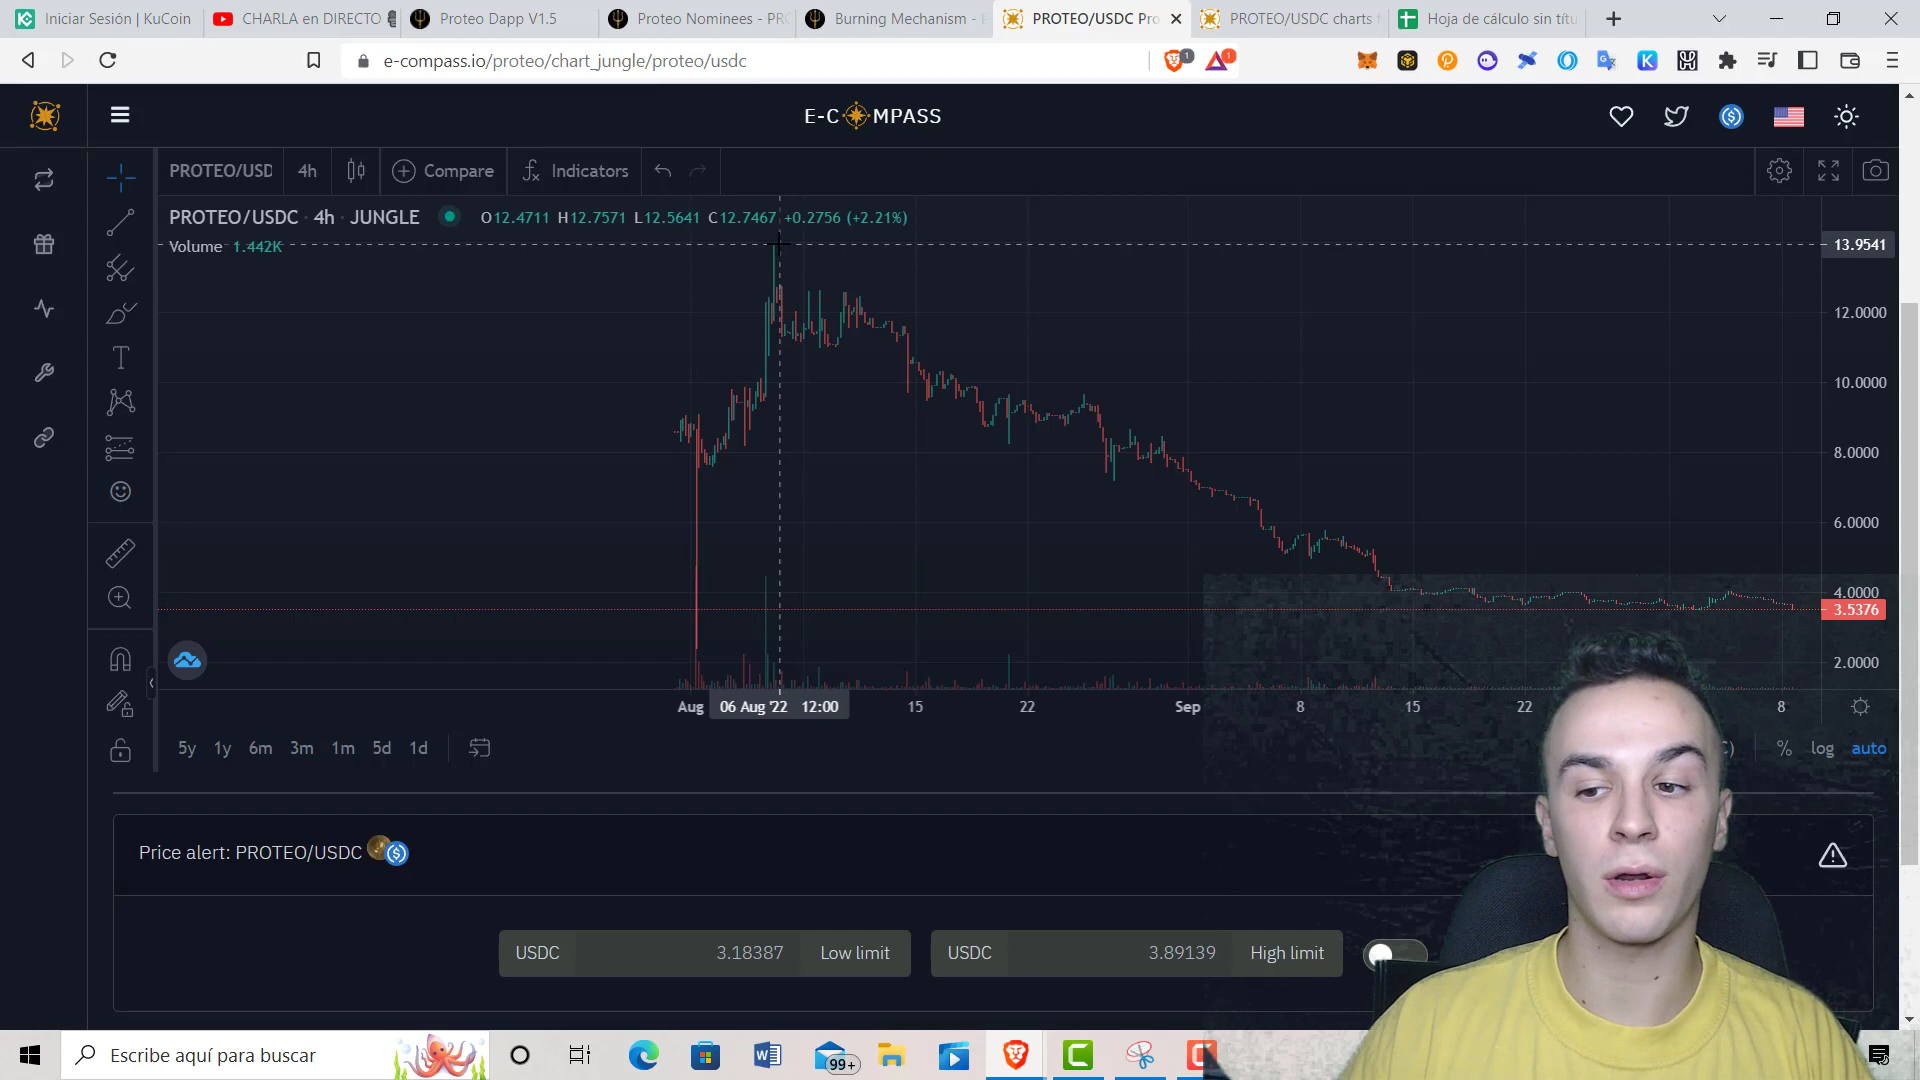 Iniciar Sesión | KuCoin
CHARLA en DIRECTO
Proteo Dapp V1.5
Proteo Nominees - PRO
Burning Mechanism -
PROTEO/USDC Pro
PROTEO/USDC charts f
Hoja de cálculo sin títu
e-compass.io/proteo/chart_jungle/proteo/usdc
1
1
E-C MPASS
PROTEO/USD
4h
Compare
Indicators
PROTEO/USDC · 4h · JUNGLE
O12.4711 H12.7571 L12.5641 C12.7467 +0.2756 (+2.21%)
Volume 1.442K
13.9541
12.0000
10.0000
8.0000
6.0000
4.0000
3.5376
2.0000
Aug
06 Aug '22 12:00
15
22
Sep
8
15
22
8
5y 1y 6m 3m 1m 5d 1d
% log auto
Price alert: PROTEO/USDC
USDC 3.18387 Low limit
USDC 3.89139 High limit
Escribe aquí para buscar
99+